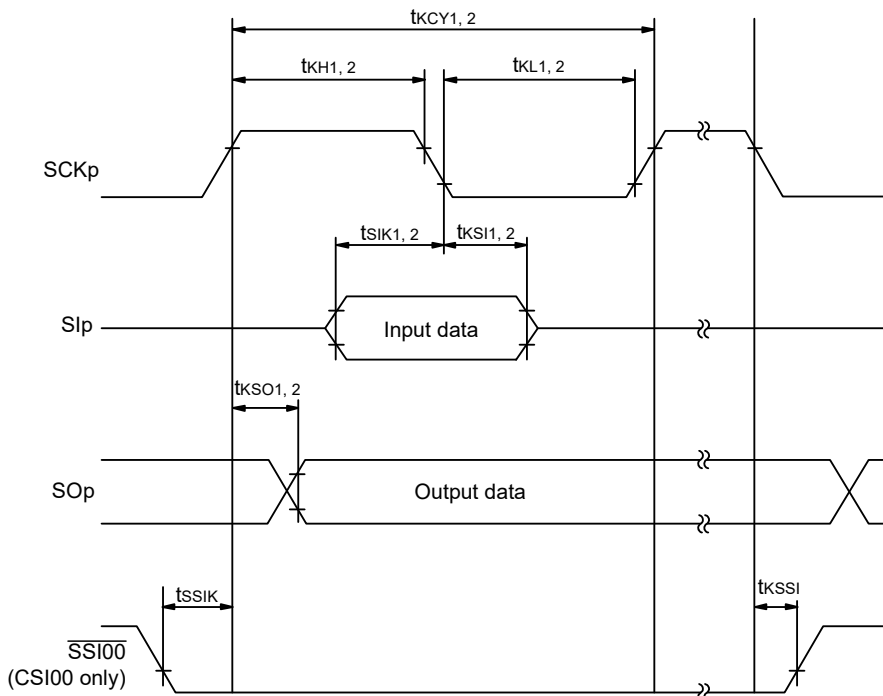 tKCY1, 2
tKH1, 2
tKL1, 2
SCKp
tSIK1, 2
tKSI1, 2
SIp
Input data
tKSO1, 2
SOp
Output data
tSSIK
tKSSI
SSI00
(CSI00 only)